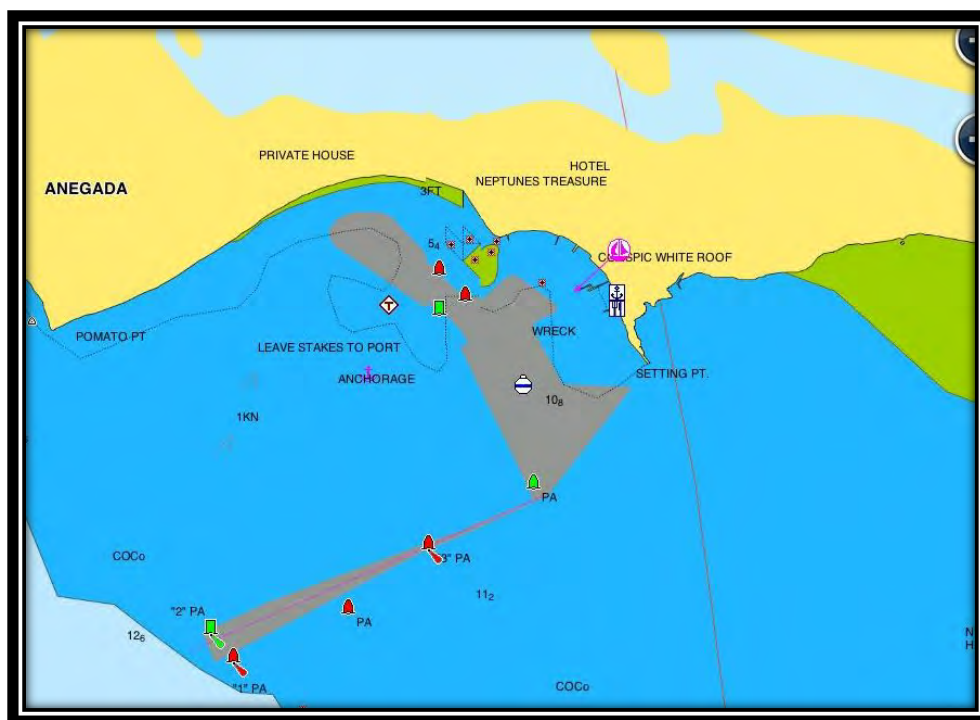 PRIVATE HOUSE
HOTEL
NEPTUNES TREASURE
ANEGADA
3FT
5₄
CONSPIC WHITE ROOF
T
POMATO PT
WRECK
LEAVE STAKES TO PORT
ANCHORAGE
SETTING PT.
10₈
1KN
PA
COCo
"3" PA
11₂
"2" PA
PA
12₆
"1" PA
COCo